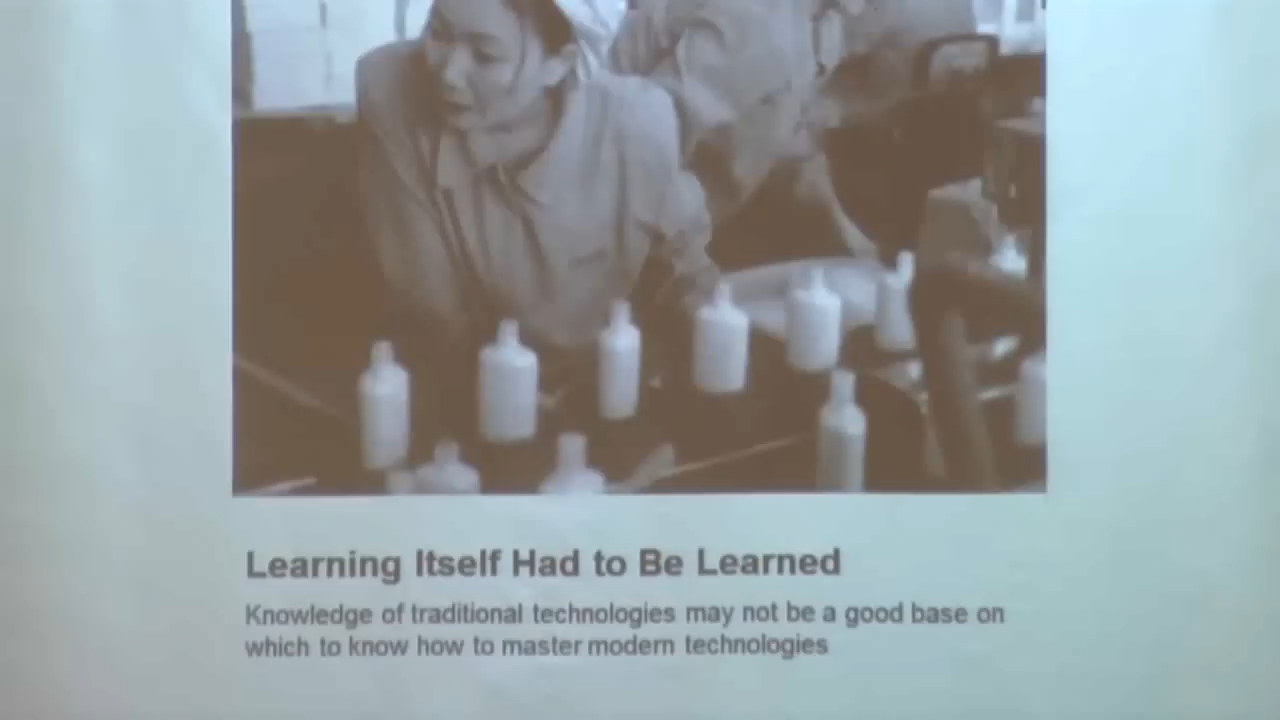 Learning Itself Had to Be Learned
Knowledge of traditional technologies may not be a good base on
which to know how to master modern technologies